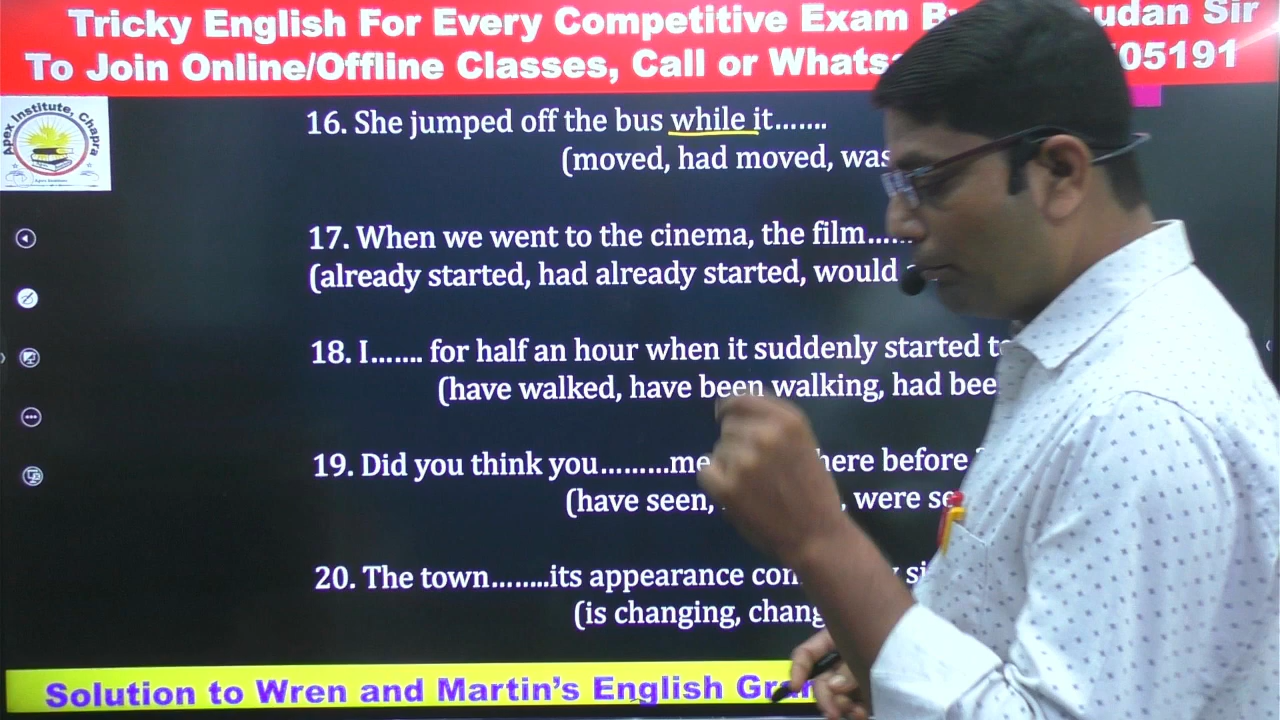 Tricky English For Every Competitive Exam By udan Sir
To Join Online/Offline Classes, Call or Whats 05191
Apex Institute, Chapra
16. She jumped off the bus while it.......
(moved, had moved, was
17. When we went to the cinema, the film......
(already started, had already started, would
18. I....... for half an hour when it suddenly started to
(have walked, have been walking, had bee
19. Did you think you.........me here before
(have seen, , were se
20. The town........its appearance con y si
(is changing, chang
Solution to Wren and Martin's English Gra